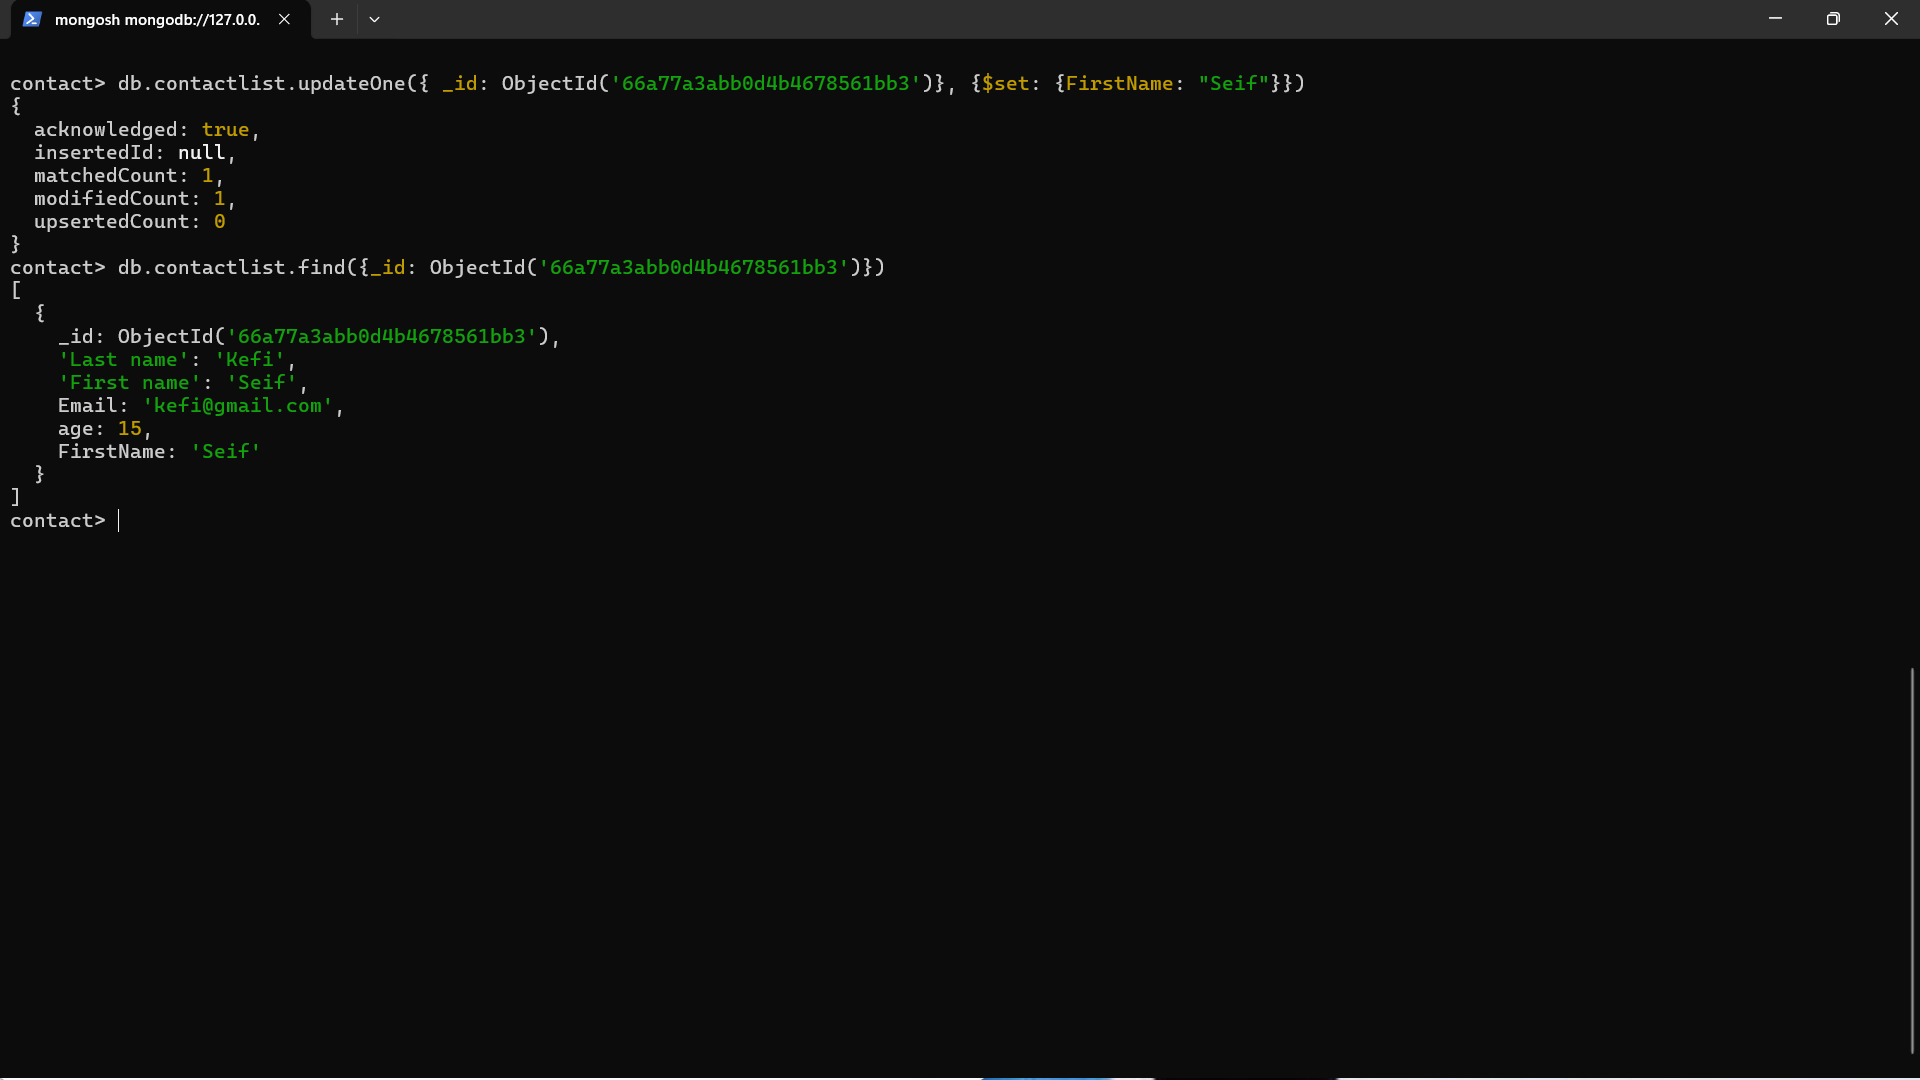 mongosh mongodb://127.0.0.
contact> db.contactlist.updateOne({ _id: ObjectId('66a77a3abb0d4b4678561bb3')}, {$set: {FirstName: "Seif"}})
{
  acknowledged: true,
  insertedId: null,
  matchedCount: 1,
  modifiedCount: 1,
  upsertedCount: 0
}
contact> db.contactlist.find({_id: ObjectId('66a77a3abb0d4b4678561bb3')})
[
  {
    _id: ObjectId('66a77a3abb0d4b4678561bb3'),
    'Last name': 'Kefi',
    'First name': 'Seif',
    Email: 'kefi@gmail.com',
    age: 15,
    FirstName: 'Seif'
  }
]
contact>